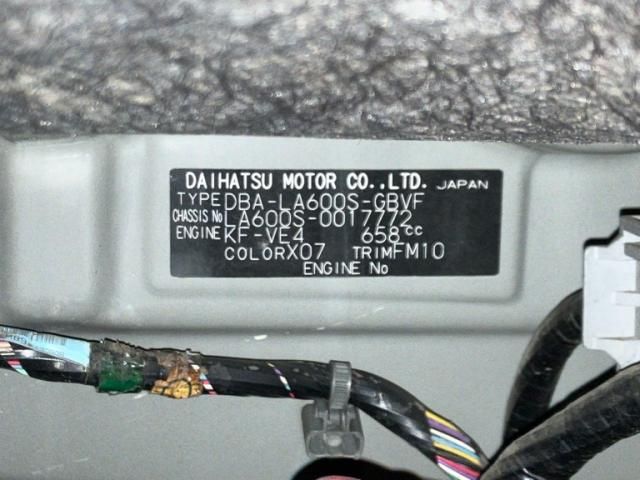 DAIHATSU MOTOR CO.,LTD. JAPAN
TYPE DBA-LA600S-GBVF
CHASSIS No LA600S-0017772
ENGINE KF-VE4 658cc
COLOR X07 TRIM FM10
ENGINE No